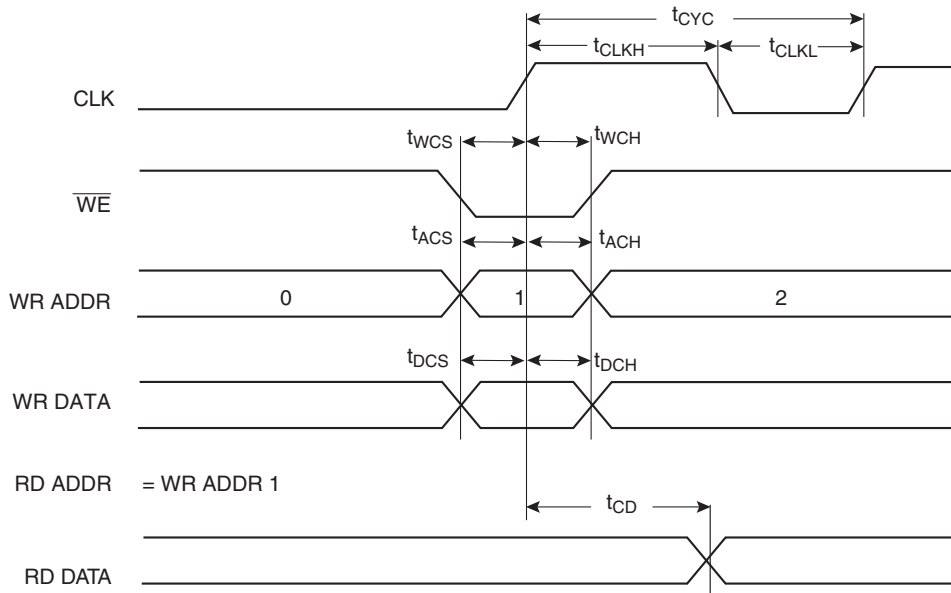 tCYC
tCLKH tCLKL
CLK
tWCS tWCH
WE
tACS tACH
WR ADDR 0 1 2
tDCS tDCH
WR DATA
RD ADDR = WR ADDR 1
tCD
RD DATA